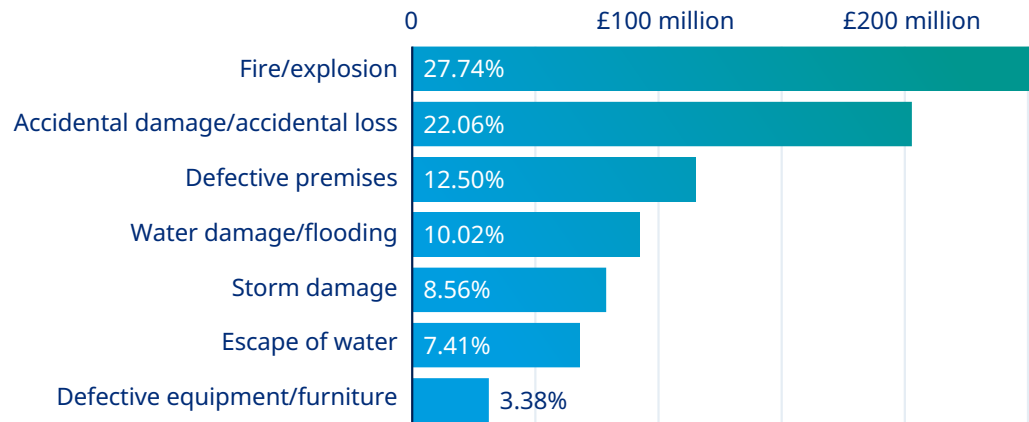 0 £100 million £200 million
Fire/explosion 27.74%
Accidental damage/accidental loss 22.06%
Defective premises 12.50%
Water damage/flooding 10.02%
Storm damage 8.56%
Escape of water 7.41%
Defective equipment/furniture 3.38%